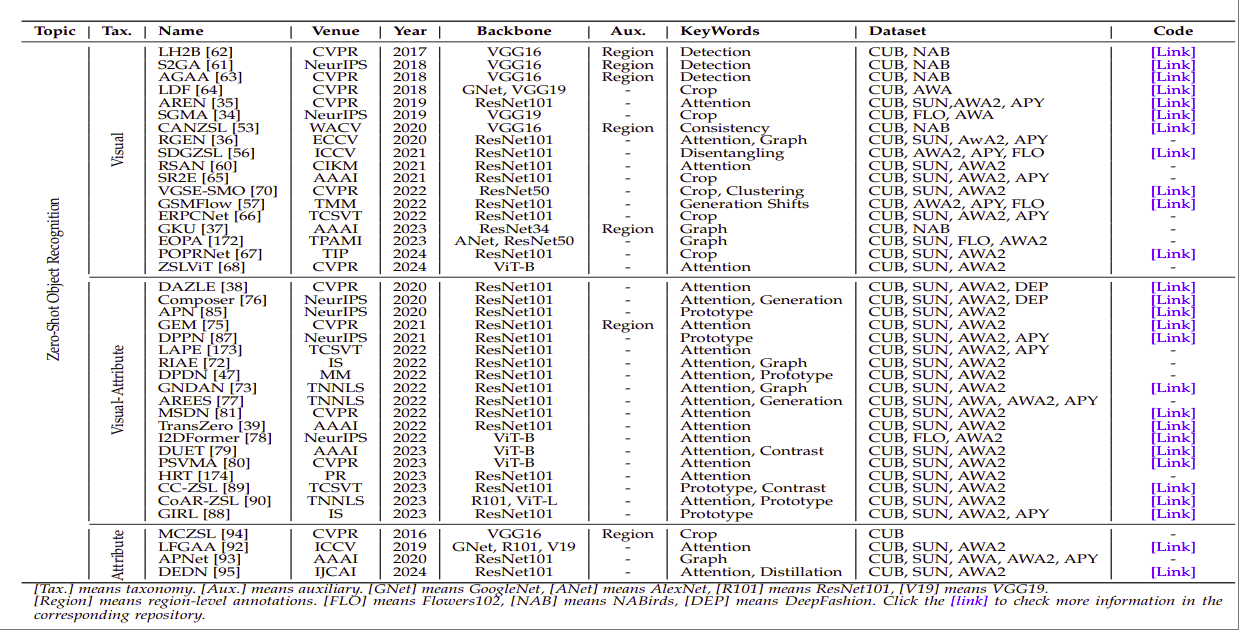 Topic | Tax. | Name | Venue | Year | Backbone | Aux. | KeyWords | Dataset | Code
Zero-Shot Object Recognition
Visual
LH2B [62] | CVPR | 2017 | VGG16 | Region | Detection | CUB, NAB | [Link]
S2GA [61] | NeurIPS | 2018 | VGG16 | Region | Detection | CUB, NAB | [Link]
AGAA [63] | CVPR | 2018 | VGG16 | Region | Detection | CUB, NAB | [Link]
LDF [64] | CVPR | 2018 | GNet, VGG19 | - | Crop | CUB, AWA | [Link]
AREN [35] | CVPR | 2019 | ResNet101 | - | Attention | CUB, SUN,AWA2, APY | [Link]
SGMA [34] | NeurIPS | 2019 | VGG19 | - | Crop | CUB, FLO, AWA | [Link]
CANZSL [53] | WACV | 2020 | VGG16 | Region | Consistency | CUB, NAB | [Link]
RGEN [36] | ECCV | 2020 | ResNet101 | - | Attention, Graph | CUB, SUN, AwA2, APY | -
SDGZSL [56] | ICCV | 2021 | ResNet101 | - | Disentangling | CUB, AWA2, APY, FLO | [Link]
RSAN [60] | CIKM | 2021 | ResNet101 | - | Attention | CUB, SUN, AWA2 | -
SR2E [65] | AAAI | 2021 | ResNet101 | - | Crop | CUB, SUN, AWA2, APY | -
VGSE-SMO [70] | CVPR | 2022 | ResNet50 | - | Crop, Clustering | CUB, SUN, AWA2 | [Link]
GSMFlow [57] | TMM | 2022 | ResNet101 | - | Generation Shifts | CUB, AWA2, APY, FLO | [Link]
ERPCNet [66] | TCSVT | 2022 | ResNet101 | - | Crop | CUB, SUN, AWA2, APY | -
GKU [37] | AAAI | 2023 | ResNet34 | Region | Graph | CUB, NAB | -
EOPA [172] | TPAMI | 2023 | ANet, ResNet50 | - | Graph | CUB, SUN, FLO, AWA2 | -
POPRNet [67] | TIP | 2024 | ResNet101 | - | Crop | CUB, SUN, AWA2 | [Link]
ZSLViT [68] | CVPR | 2024 | ViT-B | - | Attention | CUB, SUN, AWA2 | -
Visual-Attribute
DAZLE [38] | CVPR | 2020 | ResNet101 | - | Attention | CUB, SUN, AWA2, DEP | [Link]
Composer [76] | NeurIPS | 2020 | ResNet101 | - | Attention, Generation | CUB, SUN, AWA2, DEP | [Link]
APN [85] | NeurIPS | 2020 | ResNet101 | - | Prototype | CUB, SUN, AWA2 | [Link]
GEM [75] | CVPR | 2021 | ResNet101 | Region | Attention | CUB, SUN, AWA2 | [Link]
DPPN [87] | NeurIPS | 2021 | ResNet101 | - | Prototype | CUB, SUN, AWA2, APY | [Link]
LAPE [173] | TCSVT | 2022 | ResNet101 | - | Attention | CUB, SUN, AWA2, APY | -
RIAE [72] | IS | 2022 | ResNet101 | - | Attention, Graph | CUB, SUN, AWA2 | -
DPDN [47] | MM | 2022 | ResNet101 | - | Attention, Prototype | CUB, SUN, AWA2 | -
GNDAN [73] | TNNLS | 2022 | ResNet101 | - | Attention, Graph | CUB, SUN, AWA2 | [Link]
AREES [77] | TNNLS | 2022 | ResNet101 | - | Attention, Generation | CUB, SUN, AWA, AWA2, APY | -
MSDN [81] | CVPR | 2022 | ResNet101 | - | Attention | CUB, SUN, AWA2 | [Link]
TransZero [39] | AAAI | 2022 | ResNet101 | - | Attention | CUB, SUN, AWA2 | [Link]
I2DFormer [78] | NeurIPS | 2022 | ViT-B | - | Attention | CUB, FLO, AWA2 | [Link]
DUET [79] | AAAI | 2023 | ViT-B | - | Attention, Contrast | CUB, SUN, AWA2 | [Link]
PSVMA [80] | CVPR | 2023 | ViT-B | - | Attention | CUB, SUN, AWA2 | [Link]
HRT [174] | PR | 2023 | ResNet101 | - | Attention | CUB, SUN, AWA2 | -
CC-ZSL [89] | TCSVT | 2023 | ResNet101 | - | Prototype, Contrast | CUB, SUN, AWA2 | [Link]
CoAR-ZSL [90] | TNNLS | 2023 | R101, ViT-L | - | Attention, Prototype | CUB, SUN, AWA2 | [Link]
GIRL [88] | IS | 2023 | ResNet101 | - | Prototype | CUB, SUN, AWA2, APY | [Link]
Attribute
MCZSL [94] | CVPR | 2016 | VGG16 | Region | Crop | CUB | -
LFGAA [92] | ICCV | 2019 | GNet, R101, V19 | - | Attention | CUB, SUN, AWA2 | [Link]
APNet [93] | AAAI | 2020 | ResNet101 | - | Graph | CUB, SUN, AWA, AWA2, APY | -
DEDN [95] | IJCAI | 2024 | ResNet101 | - | Attention, Distillation | CUB, SUN, AWA2 | [Link]
[Tax.] means taxonomy. [Aux.] means auxiliary. [GNet] means GoogleNet, [ANet] means AlexNet, [R101] means ResNet101, [V19] means VGG19.
[Region] means region-level annotations. [FLO] means Flowers102, [NAB] means NABirds, [DEP] means DeepFashion. Click the [link] to check more information in the
corresponding repository.